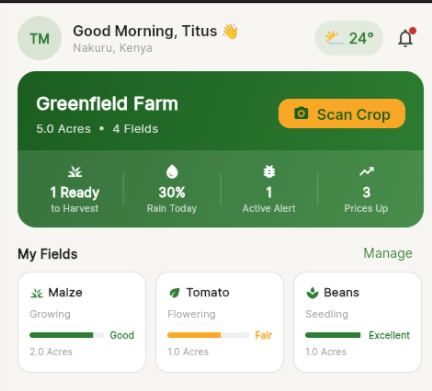 TM
Good Morning, Titus 👋
Nakuru, Kenya
24°
Greenfield Farm
5.0 Acres • 4 Fields
Scan Crop
1 Ready
to Harvest
30%
Rain Today
1
Active Alert
3
Prices Up
My Fields
Manage
Maize
Growing
Good
2.0 Acres
Tomato
Flowering
Fair
1.0 Acres
Beans
Seedling
Excellent
1.0 Acres